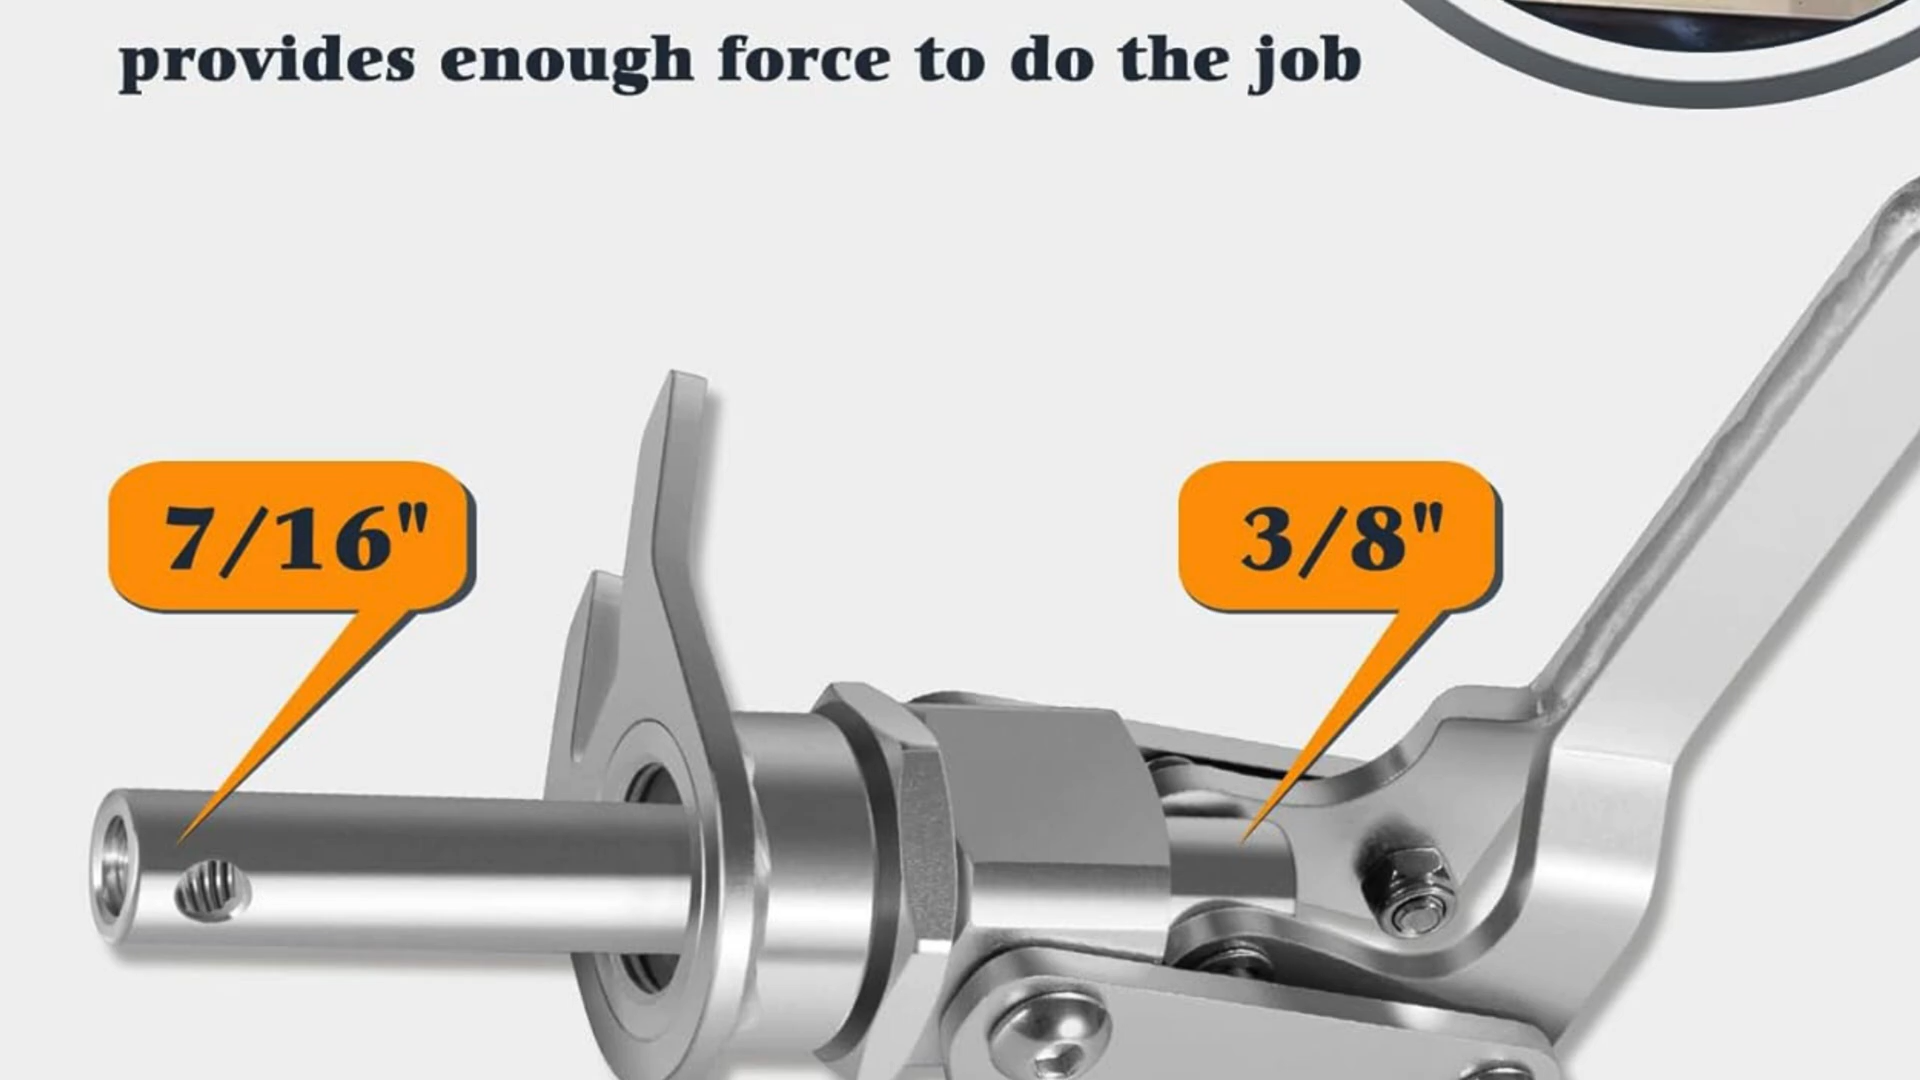 provides enough force to do the job
7/16"
3/8"